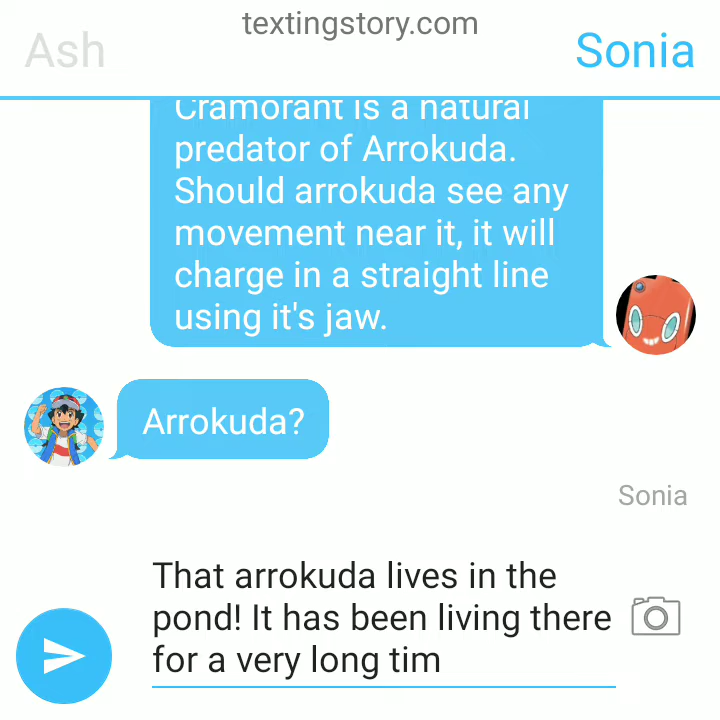 textingstory.com
Ash
Sonia
Cramorant is a natural
predator of Arrokuda.
Should arrokuda see any
movement near it, it will
charge in a straight line
using it's jaw.
Arrokuda?
Sonia
That arrokuda lives in the
pond! It has been living there
for a very long tim